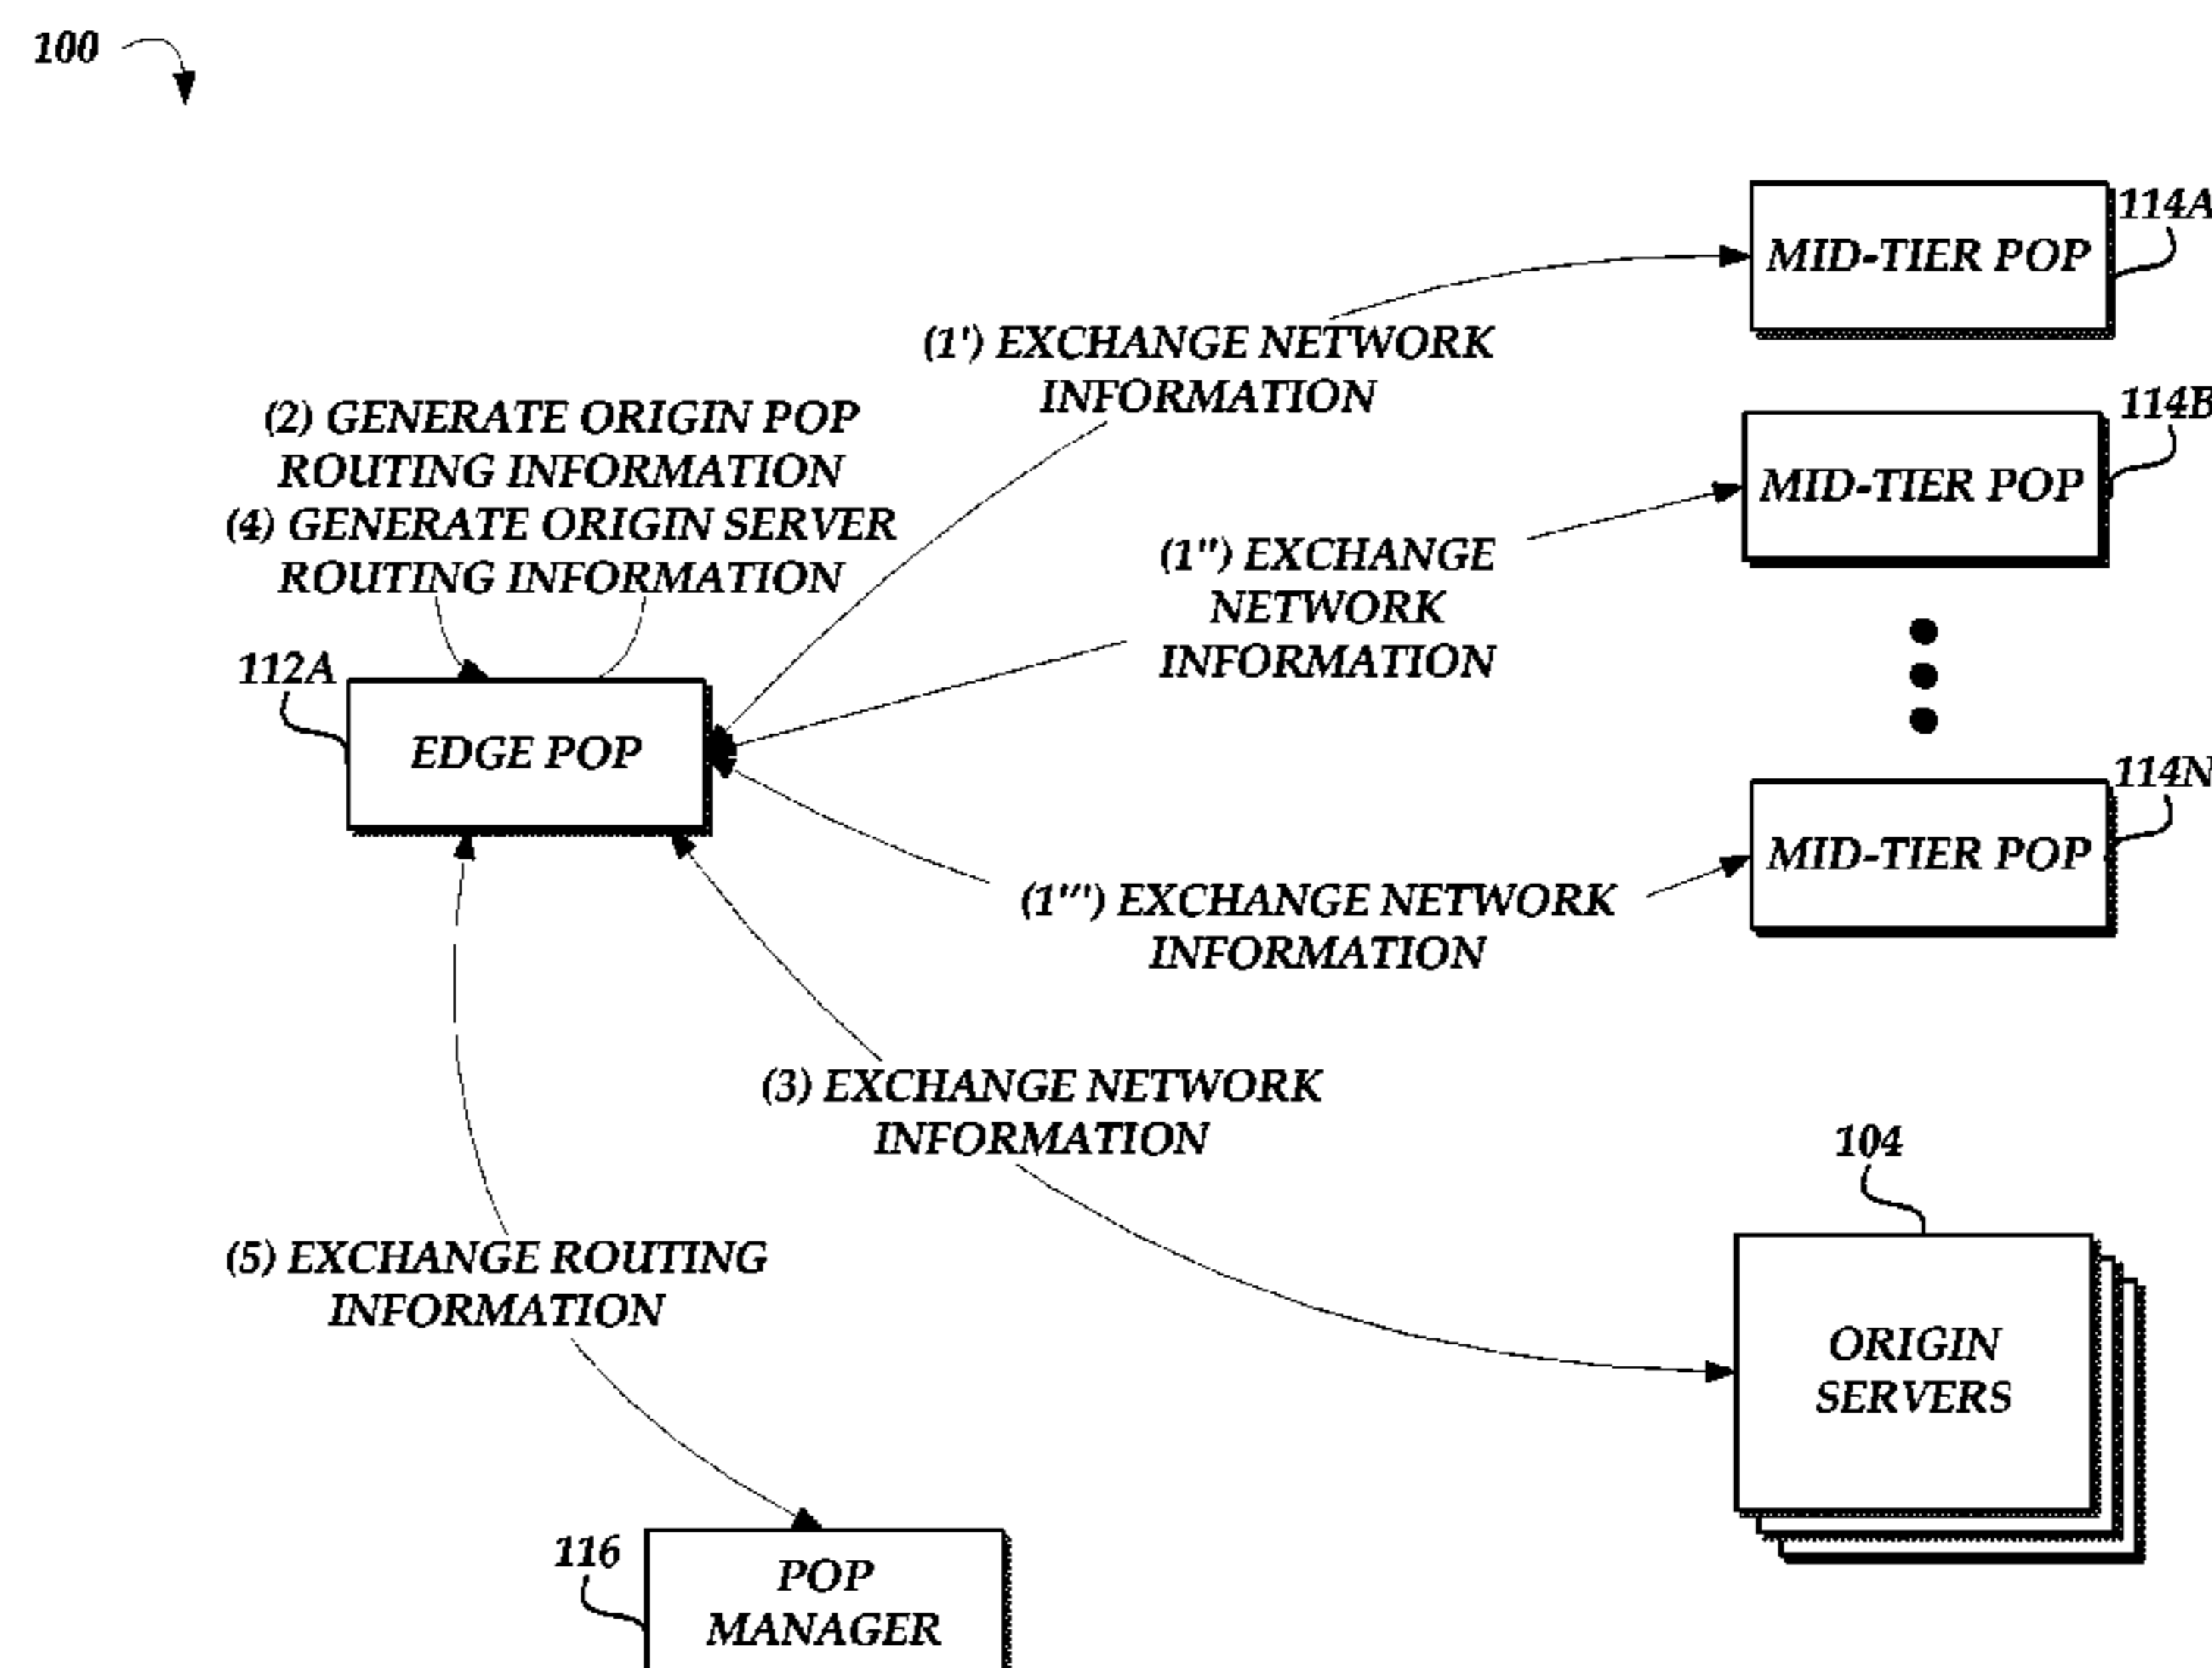 100
114A
MID-TIER POP
(1') EXCHANGE NETWORK
INFORMATION
114B
MID-TIER POP
(2) GENERATE ORIGIN POP
ROUTING INFORMATION
(4) GENERATE ORIGIN SERVER
ROUTING INFORMATION
(1'') EXCHANGE
NETWORK
INFORMATION
112A
EDGE POP
114N
MID-TIER POP
(1''') EXCHANGE NETWORK
INFORMATION
(3) EXCHANGE NETWORK
INFORMATION
104
ORIGIN
SERVERS
(5) EXCHANGE ROUTING
INFORMATION
116
POP
MANAGER